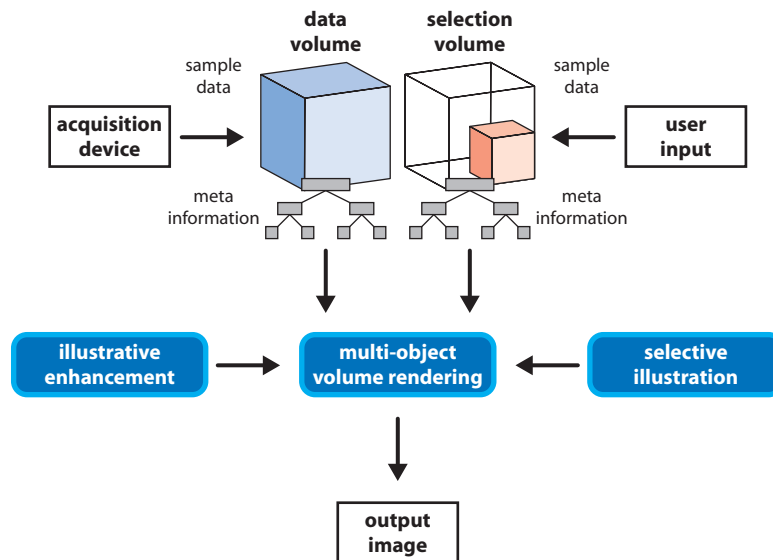 data
volume
selection
volume
sample
data
sample
data
acquisition
device
user
input
meta
information
meta
information
illustrative
enhancement
multi-object
volume rendering
selective
illustration
output
image